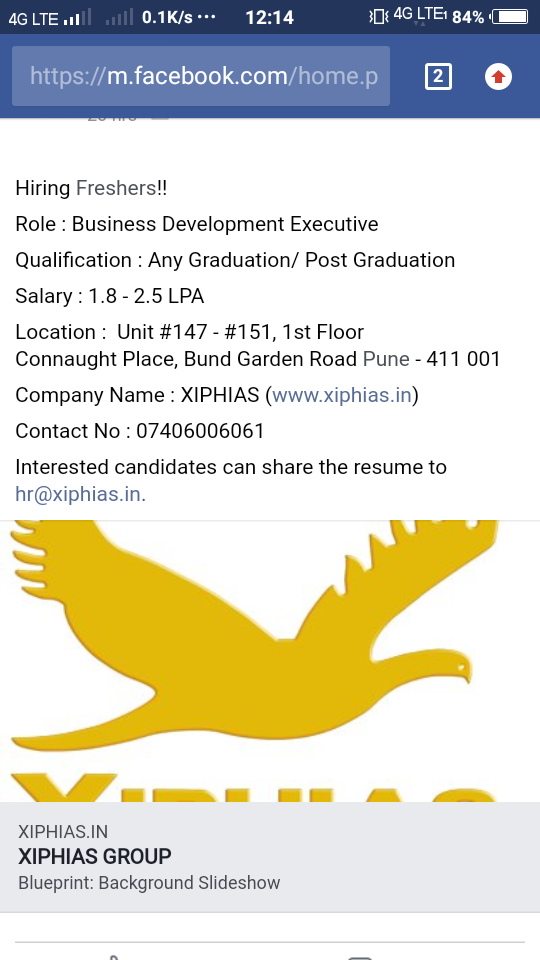 4G LTE 0.1K/s ••• 12:14 4G LTE 84%
https://m.facebook.com/home.p 2
Hiring Freshers!!
Role : Business Development Executive
Qualification : Any Graduation/ Post Graduation
Salary : 1.8 - 2.5 LPA
Location :  Unit #147 - #151, 1st Floor
Connaught Place, Bund Garden Road Pune - 411 001
Company Name : XIPHIAS (www.xiphias.in)
Contact No : 07406006061
Interested candidates can share the resume to
hr@xiphias.in.
XIPHIAS
XIPHIAS.IN
XIPHIAS GROUP
Blueprint: Background Slideshow